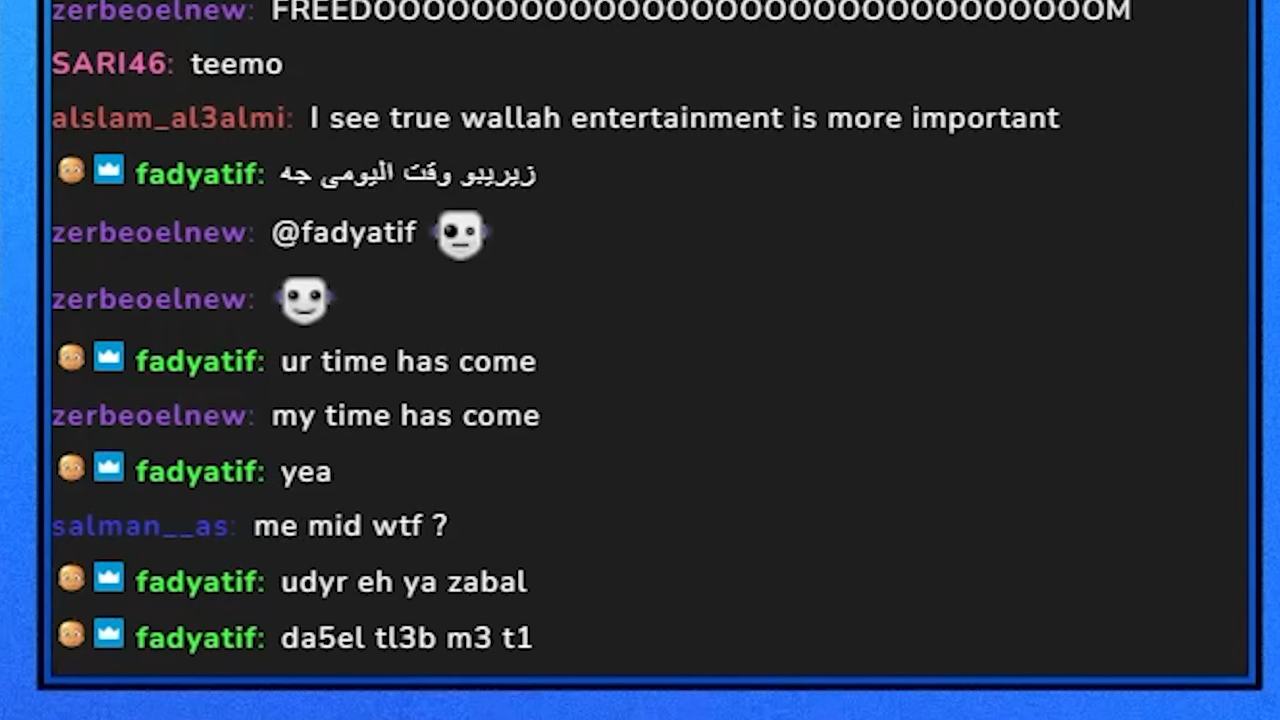 zerbeoelnew: FREEDOOOOOOOOOOOOOOOOOOOOOOOOOOOOOOOM
SARI46: teemo
alslam_al3almi: I see true wallah entertainment is more important
fadyatif: زيريبو وقت اليومى جه
zerbeoelnew: @fadyatif
zerbeoelnew:
fadyatif: ur time has come
zerbeoelnew: my time has come
fadyatif: yea
salman__as: me mid wtf ?
fadyatif: udyr eh ya zabal
fadyatif: da5el tl3b m3 t1